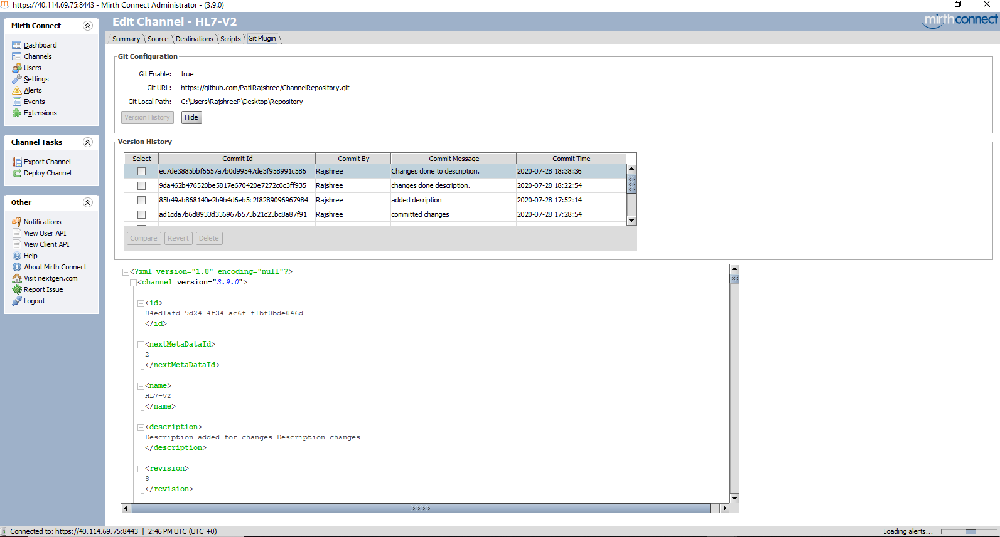 https://40.114.69.75:8443 - Mirth Connect Administrator - (3.9.0)
Mirth Connect
Dashboard
Channels
Users
Settings
Alerts
Events
Extensions
Channel Tasks
Export Channel
Deploy Channel
Other
Notifications
View User API
View Client API
Help
About Mirth Connect
Visit nextgen.com
Report Issue
Logout
Edit Channel - HL7-V2
mirthconnect
Summary Source Destinations Scripts Git Plugin
Git Configuration
Git Enable: true
Git URL: https://github.com/PatilRajshree/ChannelRepository.git
Git Local Path: C:\Users\RajshreeP\Desktop\Repository
Version History Hide
Version History
Select Commit Id Commit By Commit Message Commit Time
ec7de3885bbf6557a7b0d99547de3f958991c586 Rajshree Changes done to description. 2020-07-28 18:38:36
9da462b476520be5817e670420e7272c0c3ff935 Rajshree changes done description. 2020-07-28 18:22:54
85b49ab868140e2b9b4d6eb5c2f8289096967984 Rajshree added desription 2020-07-28 17:52:14
ad1cda7b6d8933d336967b573b21c23bc8a87f91 Rajshree committed changes 2020-07-28 17:28:54
Compare Revert Delete
<?xml version="1.0" encoding="null"?>
<channel version="3.9.0">
<id>
84ed1afd-9d24-4f34-ac6f-f1bf0bde046d
</id>
<nextMetaDataId>
2
</nextMetaDataId>
<name>
HL7-V2
</name>
<description>
Description added for changes.Description changes
</description>
<revision>
8
</revision>
Connected to: https://40.114.69.75:8443 | 2:46 PM UTC (UTC +0)
Loading alerts...